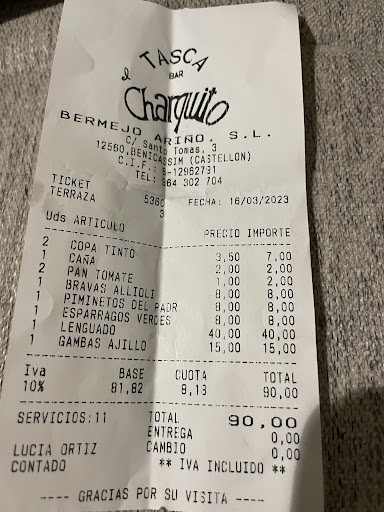 el
TASCA
BAR
Charquito
BERMEJO ARIÑO, S.L.
C/ Santo Tomas, 3
12560,BENICASSIM (CASTELLON)
C.I.F.: B-12962791
TEL: 964 302 704
TICKET 5360 FECHA: 16/03/2023
TERRAZA 3
Uds ARTICULO PRECIO IMPORTE
2 COPA TINTO 3,50 7,00
1 CAÑA 2,00 2,00
2 PAN TOMATE 1,00 2,00
1 BRAVAS ALLIOLI 8,00 8,00
1 PIMINETOS DEL PADR 8,00 8,00
1 ESPARRAGOS VERDES 8,00 8,00
1 LENGUADO 40,00 40,00
1 GAMBAS AJILLO 15,00 15,00
Iva BASE CUOTA TOTAL
10% 81,82 8,18 90,00
SERVICIOS:11 TOTAL 90,00
ENTREGA 0,00
LUCIA ORTIZ CAMBIO 0,00
CONTADO ** IVA INCLUIDO **
---- GRACIAS POR SU VISITA ----